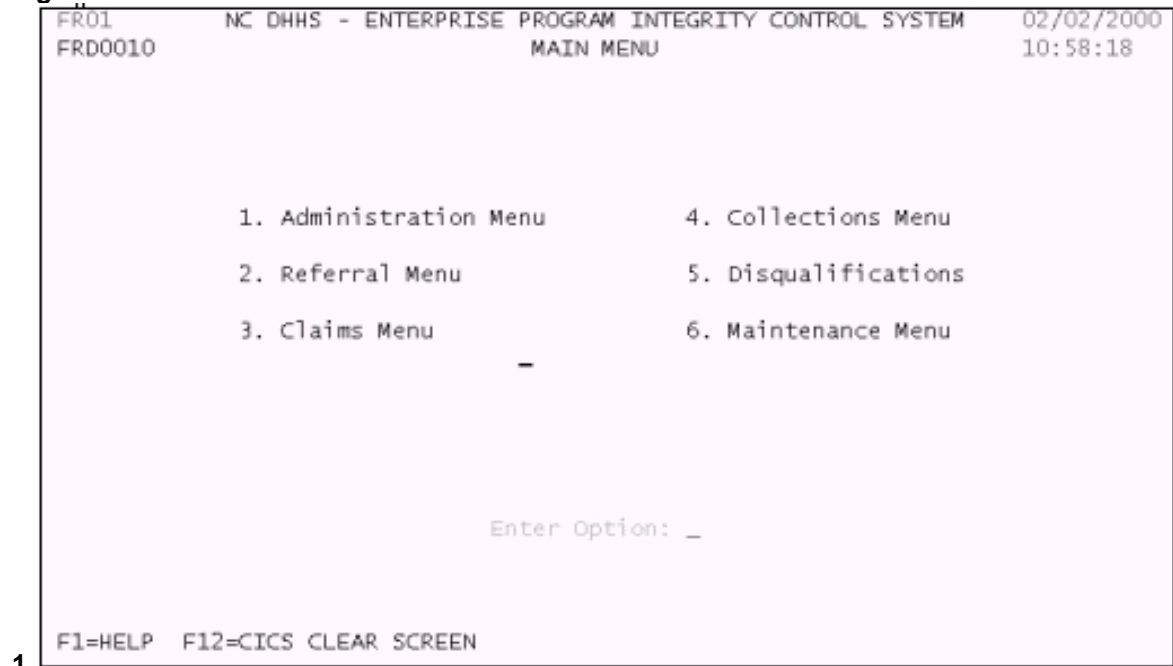 FR01 NC DHHS - ENTERPRISE PROGRAM INTEGRITY CONTROL SYSTEM 02/02/2000
FRD0010 MAIN MENU 10:58:18
1. Administration Menu 4. Collections Menu
2. Referral Menu 5. Disqualifications
3. Claims Menu 6. Maintenance Menu
Enter Option: _
F1=HELP F12=CICS CLEAR SCREEN
1